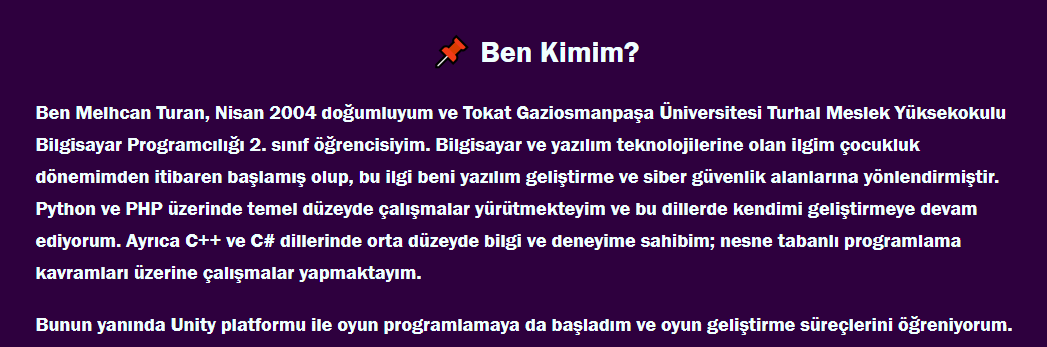 Ben Kimim?
Ben Melhcan Turan, Nisan 2004 doğumluyum ve Tokat Gaziosmanpaşa Üniversitesi Turhal Meslek Yüksekokulu
Bilgisayar Programcılığı 2. sınıf öğrencisiyim. Bilgisayar ve yazılım teknolojilerine olan ilgim çocukluk
dönemimden itibaren başlamış olup, bu ilgi beni yazılım geliştirme ve siber güvenlik alanlarına yönlendirmiştir.
Python ve PHP üzerinde temel düzeyde çalışmalar yürütmekteyim ve bu dillerde kendimi geliştirmeye devam
ediyorum. Ayrıca C++ ve C# dillerinde orta düzeyde bilgi ve deneyime sahibim; nesne tabanlı programlama
kavramları üzerine çalışmalar yapmaktayım.
Bunun yanında Unity platformu ile oyun programlamaya da başladım ve oyun geliştirme süreçlerini öğreniyorum.